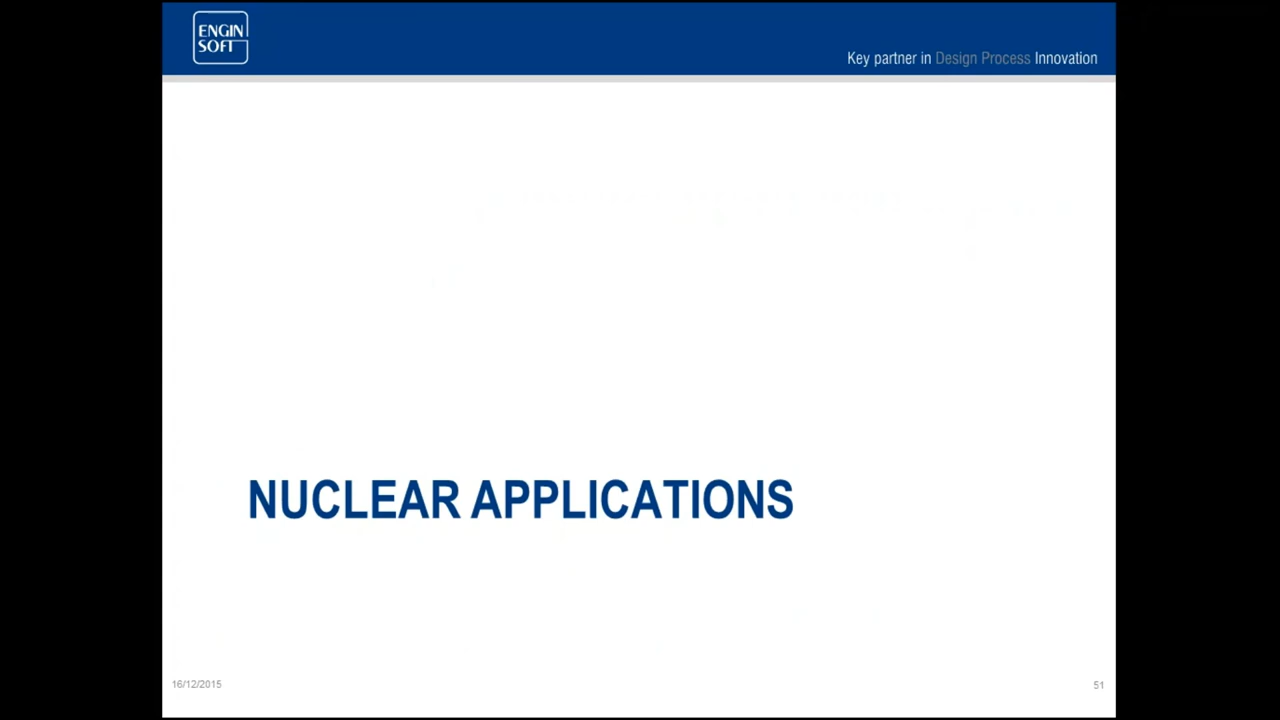 ENGIN
SOFT
Key partner in Design Process Innovation
NUCLEAR APPLICATIONS
16/12/2015
51